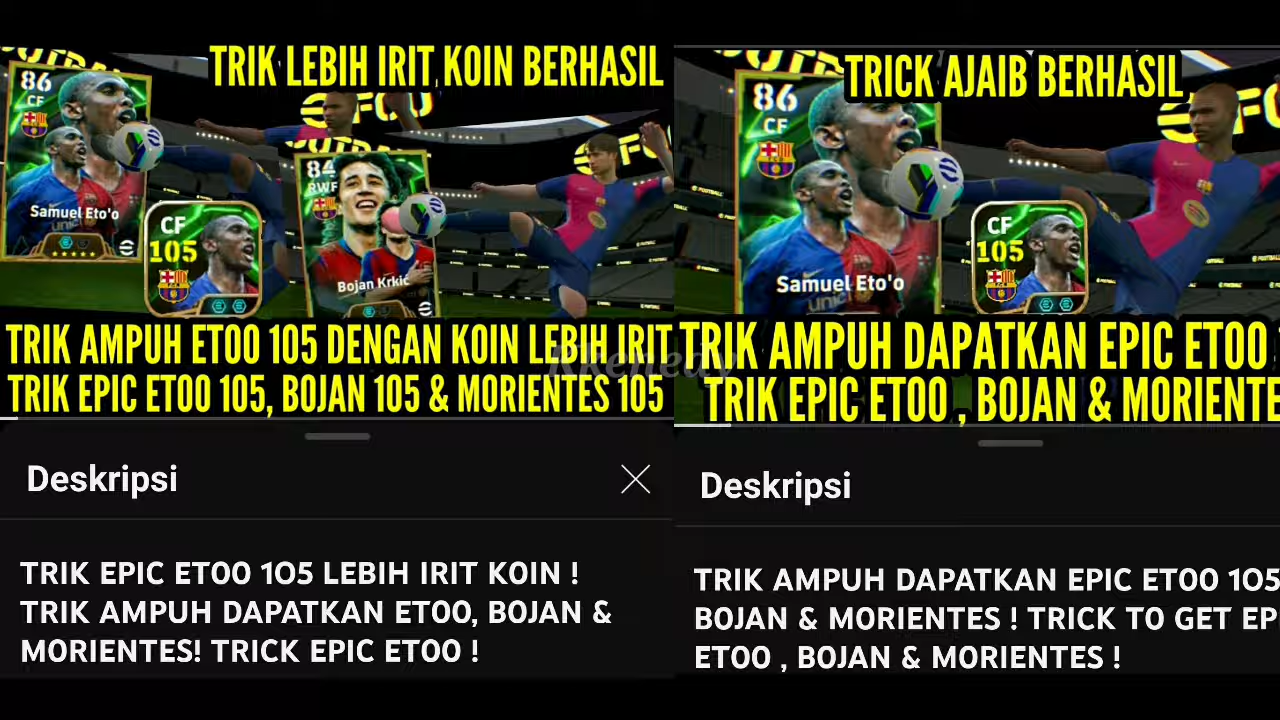 TRIK LEBIH IRIT KOIN BERHASIL
86
CF
Samuel Eto'o
CF
105
84
RWF
Bojan Krkic
TRIK AMPUH ETOO 105 DENGAN KOIN LEBIH IRIT
TRIK EPIC ETOO 105, BOJAN 105 & MORIENTES 105
Deskripsi
TRIK EPIC ETOO 105 LEBIH IRIT KOIN !
TRIK AMPUH DAPATKAN ETOO, BOJAN &
MORIENTES! TRICK EPIC ETOO !
TRICK AJAIB BERHASIL
86
CF
Samuel Eto'o
CF
105
TRIK AMPUH DAPATKAN EPIC ETOO
TRIK EPIC ETOO , BOJAN & MORIENTE
Deskripsi
TRIK AMPUH DAPATKAN EPIC ETOO 105
BOJAN & MORIENTES ! TRICK TO GET EP
ETOO , BOJAN & MORIENTES !